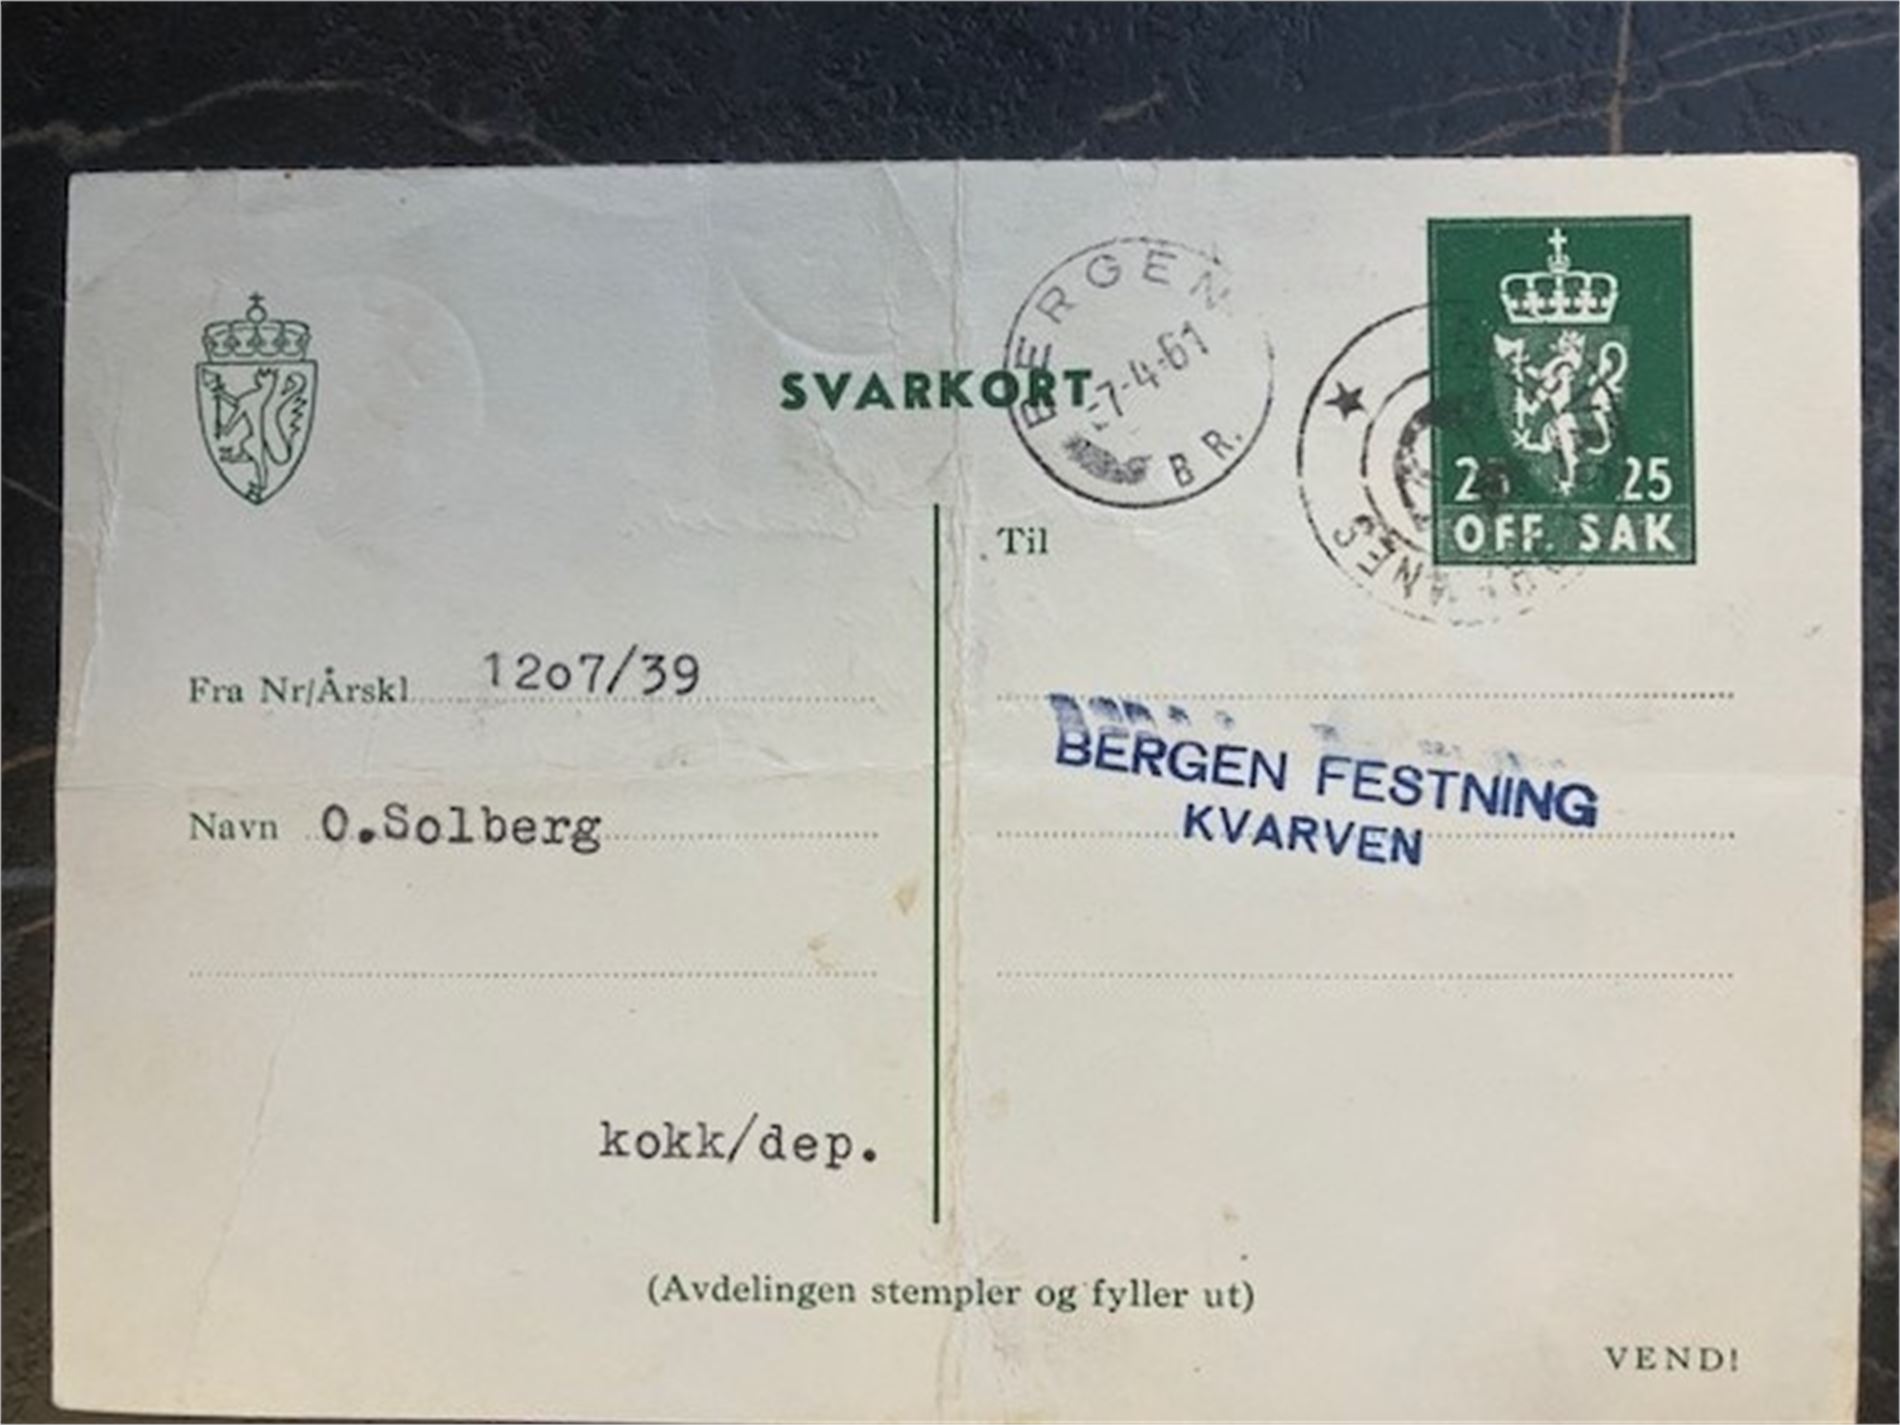 SVARKORT
BERGEN
-7-4-61
BR.
25 25
OFF. SAK
Til
Fra Nr/Årskl. 12o7/39
BERGEN FESTNING
KVARVEN
Navn O.Solberg
kokk/dep.
(Avdelingen stempler og fyller ut)
VEND!